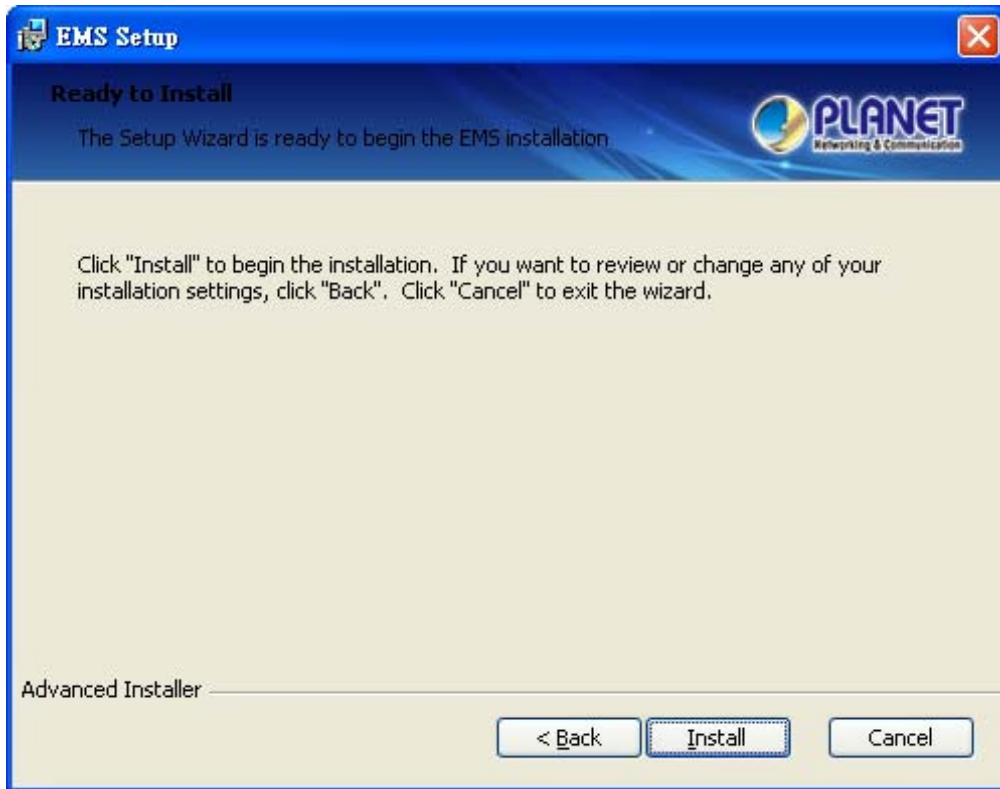 EMS Setup
Ready to Install
The Setup Wizard is ready to begin the EMS installation
PLANET
Networking & Communication
Click "Install" to begin the installation.  If you want to review or change any of your
installation settings, click "Back".  Click "Cancel" to exit the wizard.
Advanced Installer
< Back
Install
Cancel